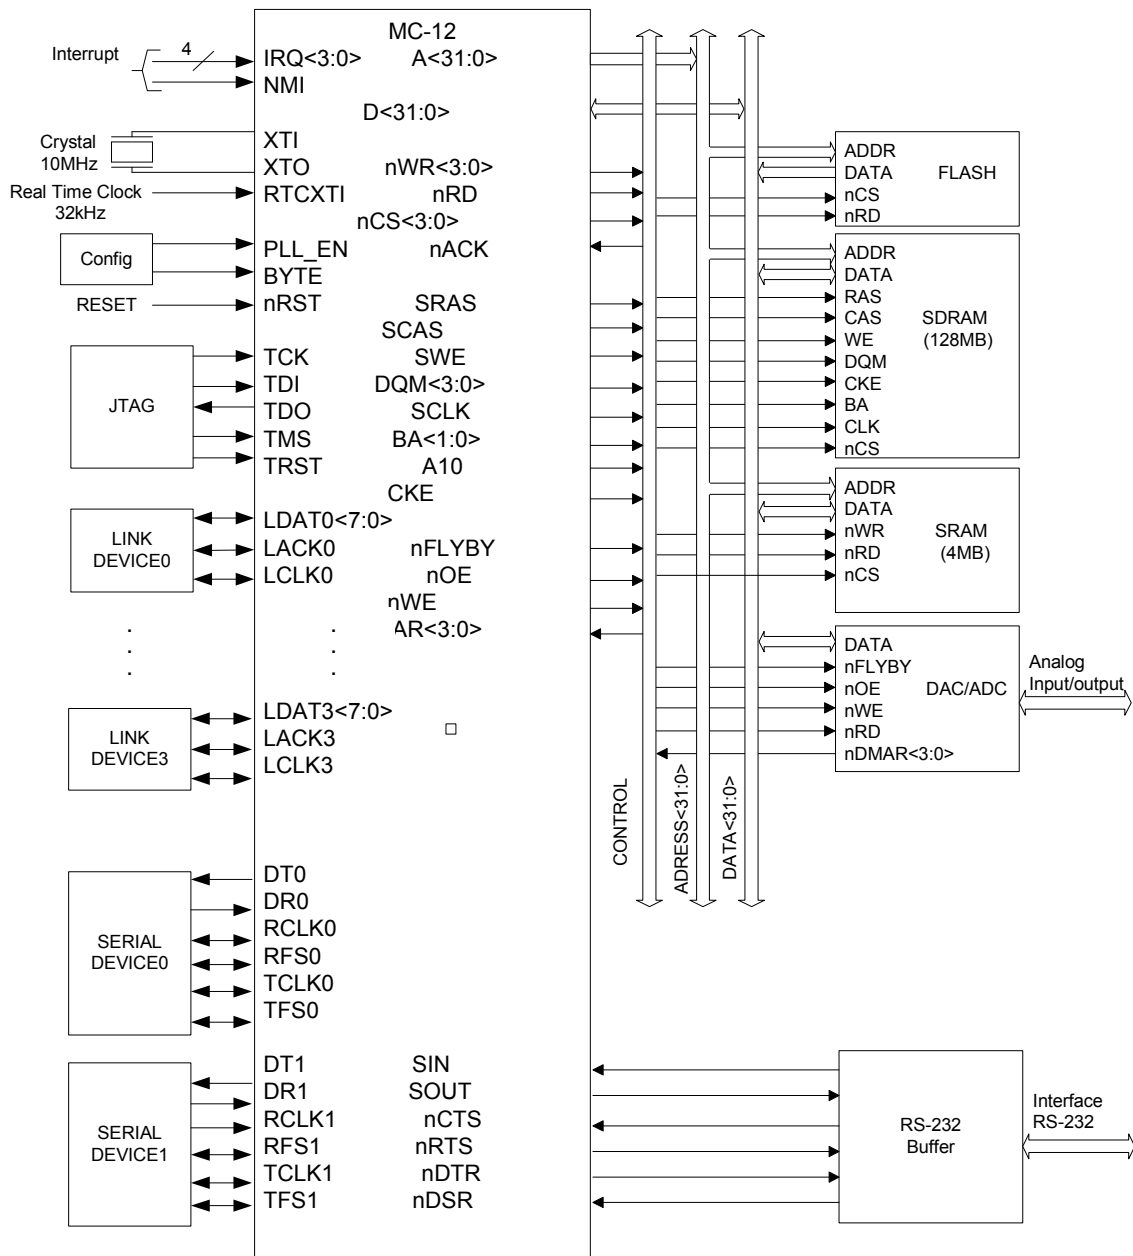 MC-12
Interrupt
4
IRQ<3:0>
A<31:0>
NMI
D<31:0>
Crystal
10MHz
XTI
XTO
nWR<3:0>
Real Time Clock
32kHz
RTCXTI
nRD
nCS<3:0>
Config
PLL_EN
nACK
BYTE
RESET
nRST
SRAS
SCAS
JTAG
TCK
SWE
TDI
DQM<3:0>
TDO
SCLK
TMS
BA<1:0>
TRST
A10
CKE
LINK
DEVICE0
LDAT0<7:0>
LACK0
nFLYBY
LCLK0
nOE
nWE
AR<3:0>
.
.
.
.
.
.
LINK
DEVICE3
LDAT3<7:0>
LACK3
LCLK3
SERIAL
DEVICE0
DT0
DR0
RCLK0
RFS0
TCLK0
TFS0
SERIAL
DEVICE1
DT1
SIN
DR1
SOUT
RCLK1
nCTS
RFS1
nRTS
TCLK1
nDTR
TFS1
nDSR
CONTROL
ADRESS<31:0>
DATA<31:0>
ADDR
DATA
FLASH
nCS
nRD
ADDR
DATA
RAS
CAS
SDRAM
WE
(128MB)
DQM
CKE
BA
CLK
nCS
ADDR
DATA
nWR
SRAM
nRD
(4MB)
nCS
DATA
nFLYBY
nOE
DAC/ADC
nWE
nRD
nDMAR<3:0>
Analog
Input/output
RS-232
Buffer
Interface
RS-232